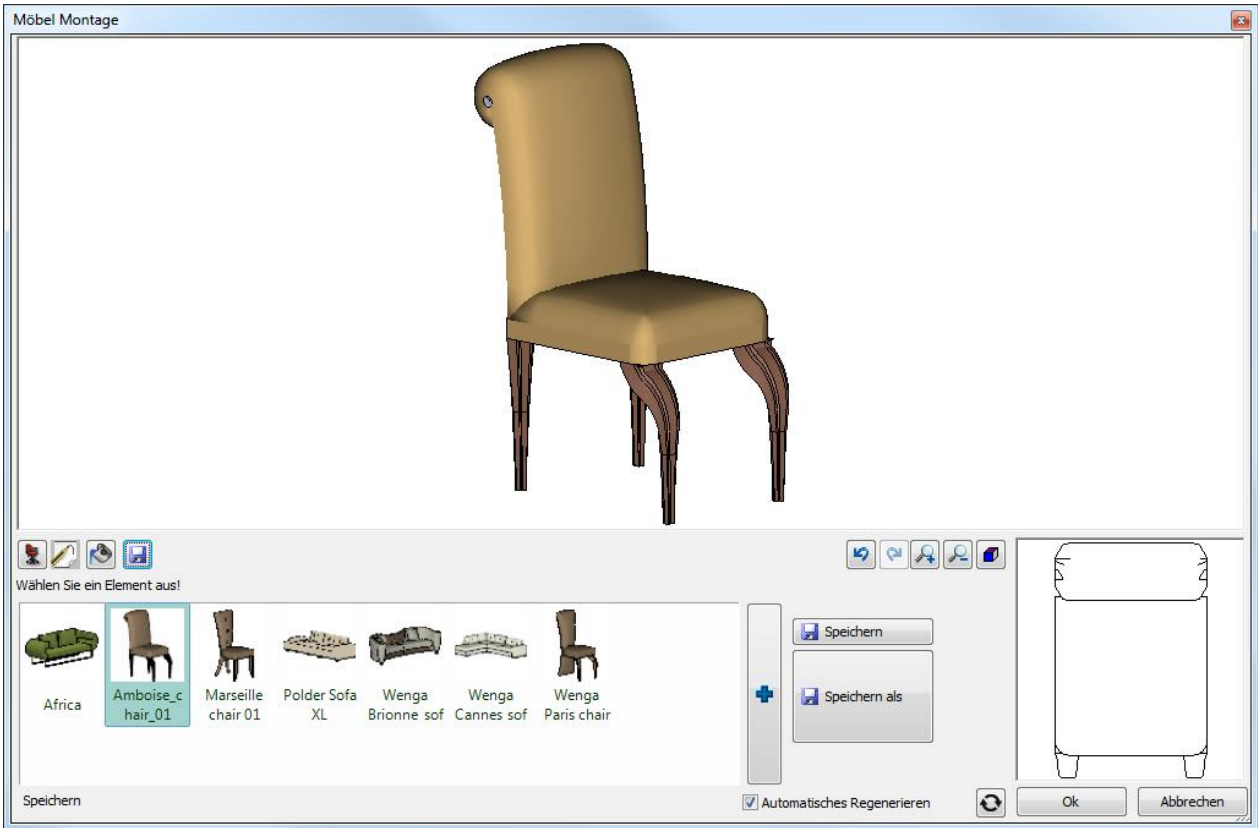 Möbel Montage
Wählen Sie ein Element aus!
Africa
Amboise_c
hair_01
Marseille
chair 01
Polder Sofa
XL
Wenga
Brionne sof
Wenga
Cannes sof
Wenga
Paris chair
Speichern
Speichern als
Speichern
Automatisches Regenerieren
Ok
Abbrechen